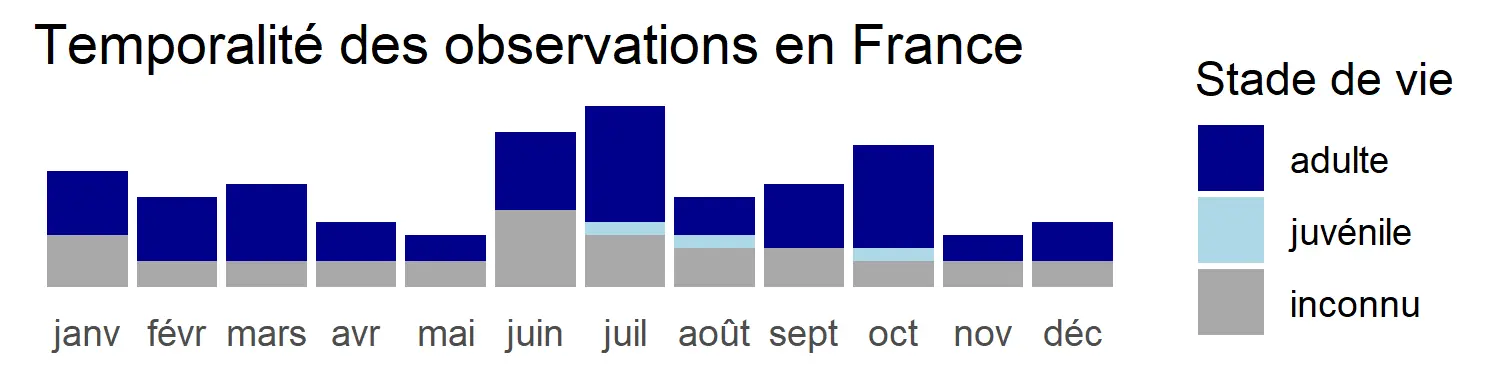 Temporalité des observations en France
Stade de vie
adulte
juvénile
inconnu
janv févr mars avr mai juin juil août sept oct nov déc